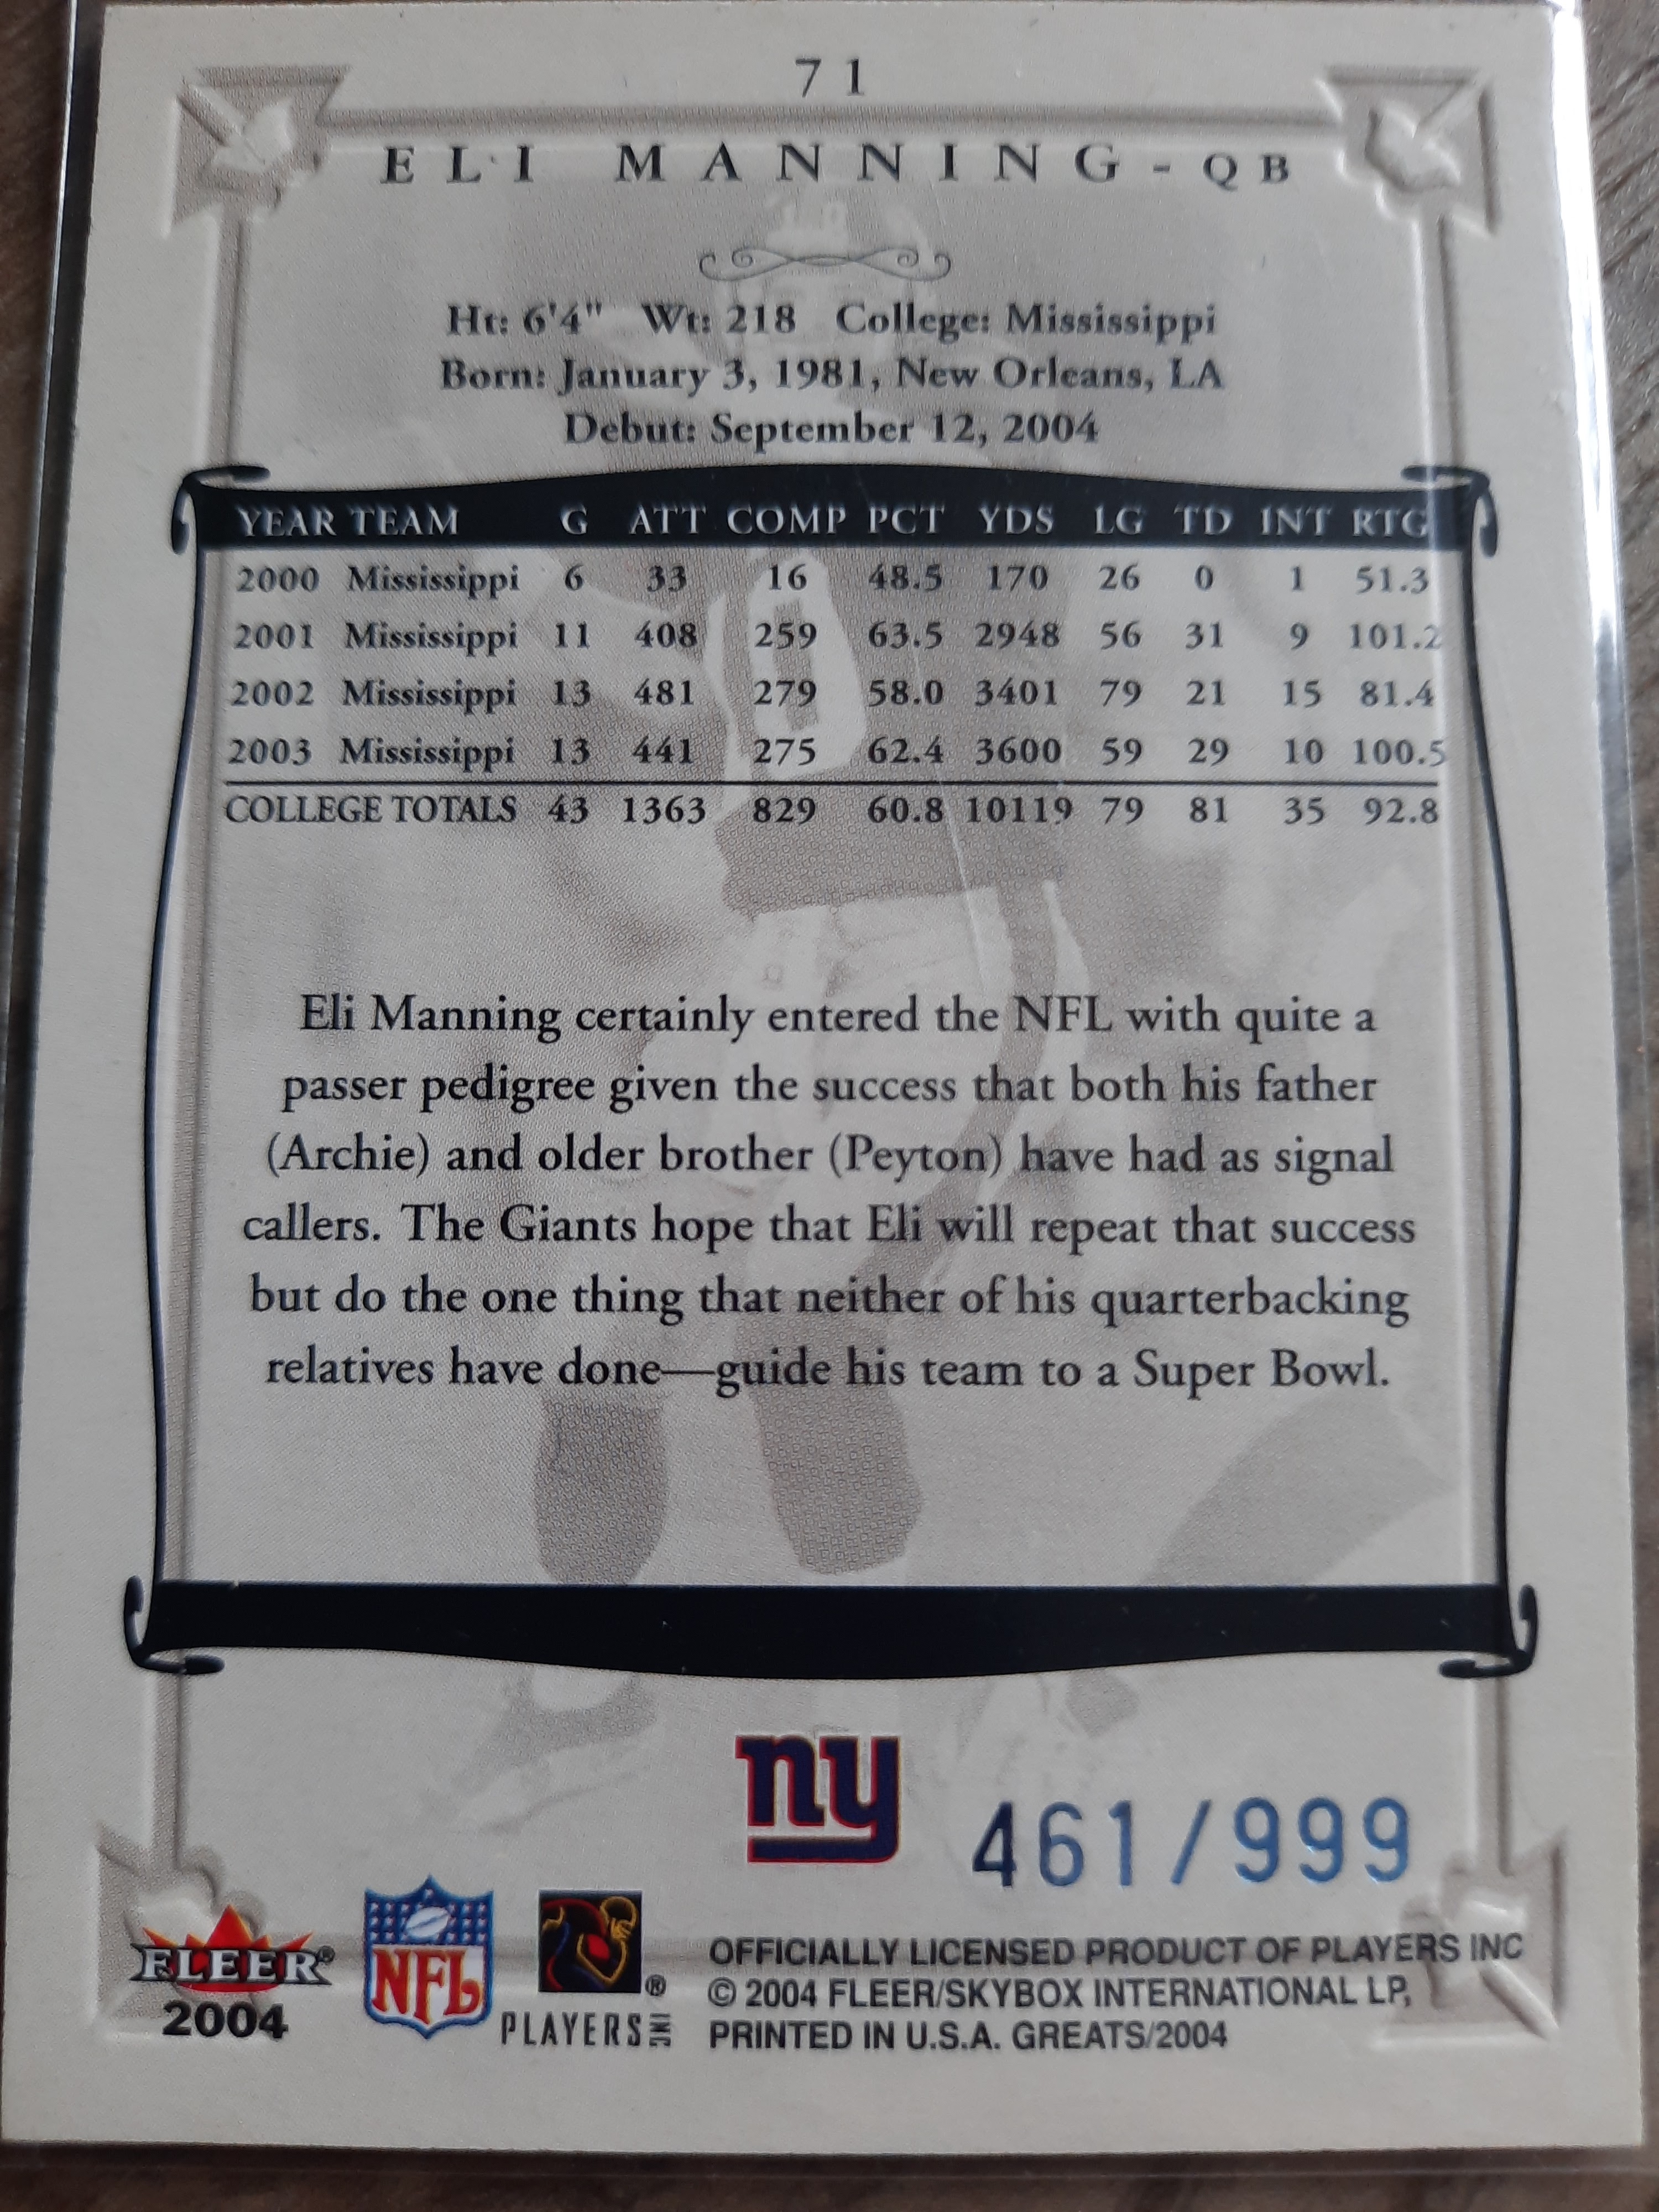 71
ELI MANNING - QB
Ht: 6'4" Wt: 218 College: Mississippi
Born: January 3, 1981, New Orleans, LA
Debut: September 12, 2004
YEAR TEAM G ATT COMP PCT YDS LG TD INT RTG
2000 Mississippi 6 33 16 48.5 170 26 0 1 51.3
2001 Mississippi 11 408 259 63.5 2948 56 31 9 101.2
2002 Mississippi 13 481 279 58.0 3401 79 21 15 81.4
2003 Mississippi 13 441 275 62.4 3600 59 29 10 100.5
COLLEGE TOTALS 43 1363 829 60.8 10119 79 81 35 92.8
Eli Manning certainly entered the NFL with quite a
passer pedigree given the success that both his father
(Archie) and older brother (Peyton) have had as signal
callers. The Giants hope that Eli will repeat that success
but do the one thing that neither of his quarterbacking
relatives have done—guide his team to a Super Bowl.
ny
461/999
FLEER®
2004
NFL
®
PLAYERS INC
OFFICIALLY LICENSED PRODUCT OF PLAYERS INC
© 2004 FLEER/SKYBOX INTERNATIONAL LP,
PRINTED IN U.S.A. GREATS/2004